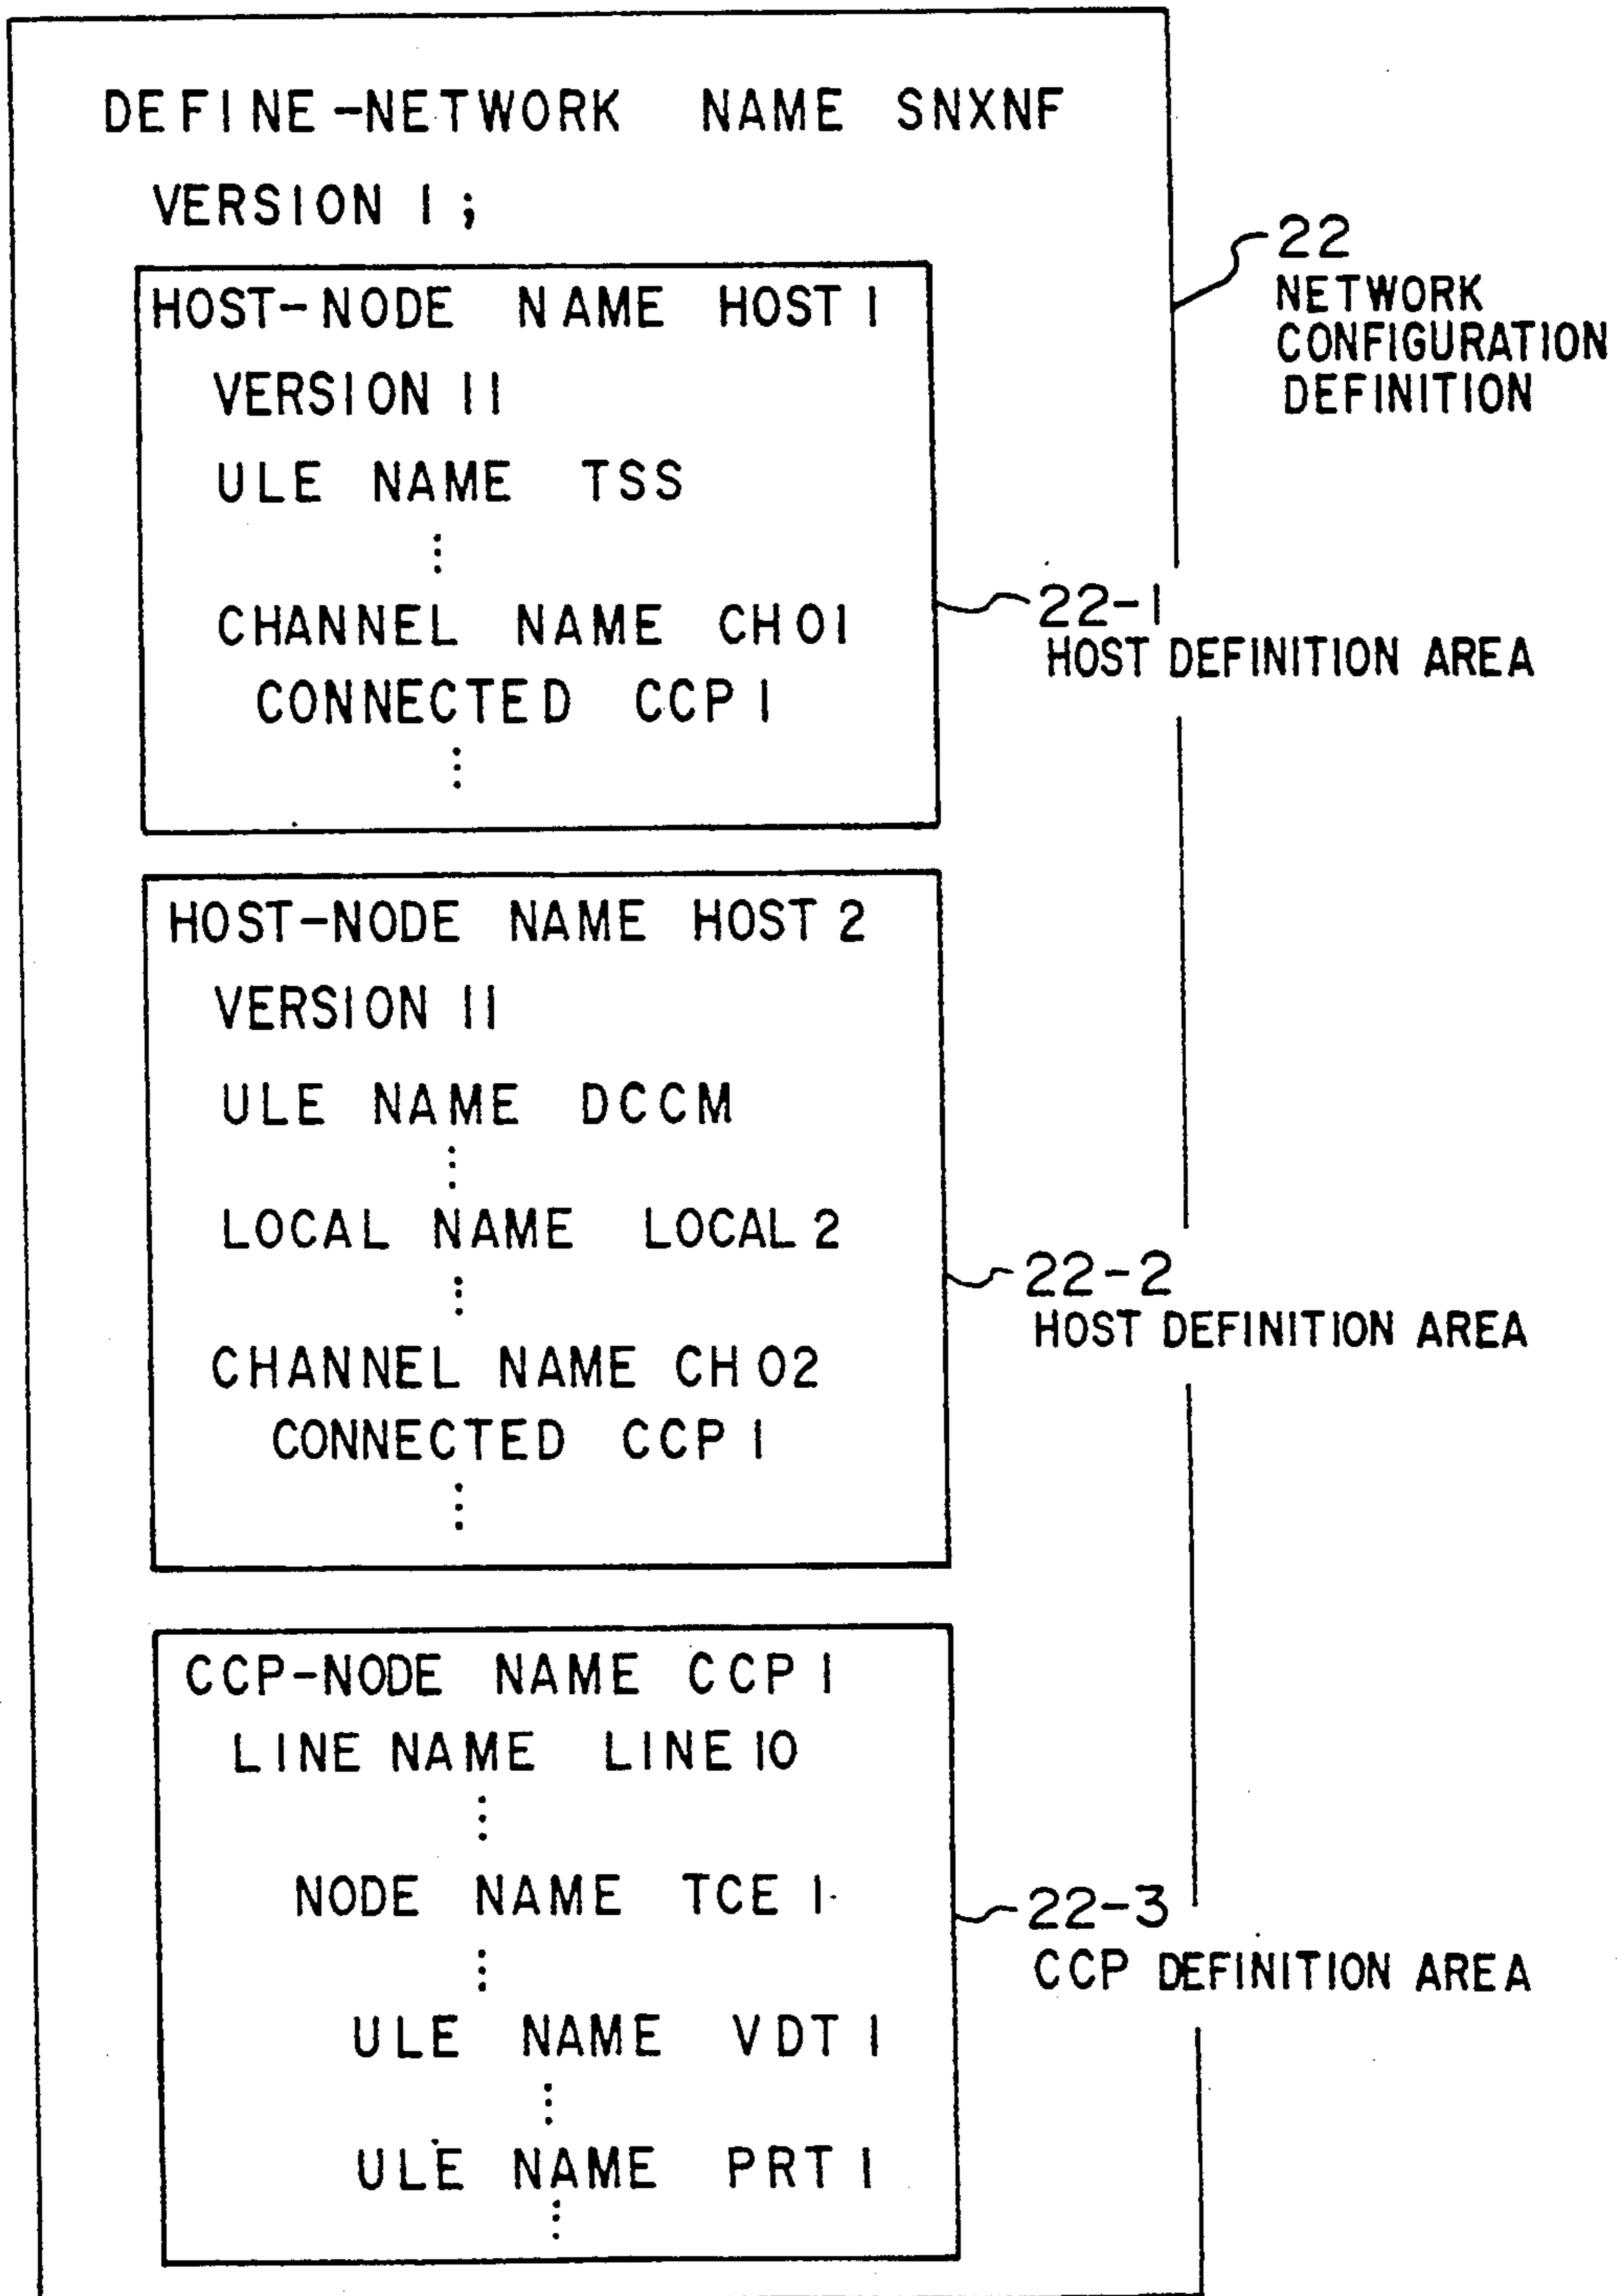 DEFINE-NETWORK NAME SNXNF
VERSION 1 ;
HOST-NODE NAME HOST 1
VERSION 11
ULE NAME TSS
⋮
CHANNEL NAME CH01
CONNECTED CCP 1
⋮
HOST-NODE NAME HOST 2
VERSION 11
ULE NAME DCCM
⋮
LOCAL NAME LOCAL 2
⋮
CHANNEL NAME CH02
CONNECTED CCP 1
⋮
CCP-NODE NAME CCP 1
LINE NAME LINE 10
⋮
NODE NAME TCE 1
⋮
ULE NAME VDT 1
⋮
ULE NAME PRT 1
⋮
22
NETWORK
CONFIGURATION
DEFINITION
22-1
HOST DEFINITION AREA
22-2
HOST DEFINITION AREA
22-3
CCP DEFINITION AREA